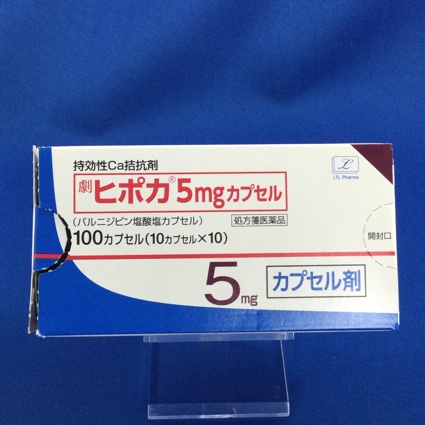 持効性Ca拮抗剤
劇 ヒポカ® 5mgカプセル
(バルニジピン塩酸塩カプセル) 処方箋医薬品
100カプセル(10カプセル×10)
5mg カプセル剤
L
LTL Pharma
開封口